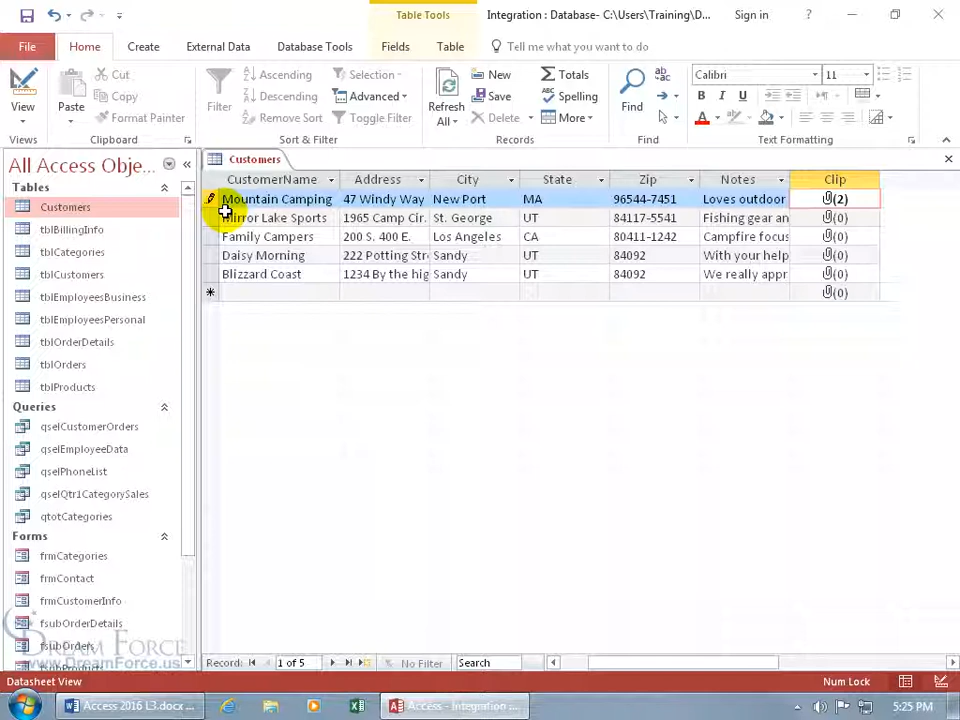 Table Tools
Integration : Database- C:\Users\Training\D...
Sign in
?
File
Home
Create
External Data
Database Tools
Fields
Table
Tell me what you want to do
View
Paste
Cut
Copy
Format Painter
Filter
Ascending
Descending
Remove Sort
Selection
Advanced
Toggle Filter
Refresh
All
New
Save
Delete
Totals
Spelling
More
Find
Calibri
11
B I U
A
Views
Clipboard
Sort & Filter
Records
Find
Text Formatting
All Access Obje...
Customers
CustomerName Address City State Zip Notes Clip
Mountain Camping 47 Windy Way New Port MA 96544-7451 Loves outdoor (2)
Mirror Lake Sports 1965 Camp Cir. St. George UT 84117-5541 Fishing gear an (0)
Family Campers 200 S. 400 E. Los Angeles CA 80411-1242 Campfire focus (0)
Daisy Morning 222 Potting Str Sandy UT 84092 With your help (0)
Blizzard Coast 1234 By the hig Sandy UT 84092 We really appr (0)
(0)
Tables
Customers
tblBillingInfo
tblCategories
tblCustomers
tblEmployeesBusiness
tblEmployeesPersonal
tblOrderDetails
tblOrders
tblProducts
Queries
qselCustomerOrders
qselEmployeeData
qselPhoneList
qselQtr1CategorySales
qtotCategories
Forms
frmCategories
frmContact
frmCustomerInfo
fsubOrderDetails
fsubOrders
Dream Force
www.DreamForce.us
Record: 1 of 5 No Filter Search
Datasheet View
Num Lock
Access 2016 L3.docx ...
Access - Integration ...
5:25 PM